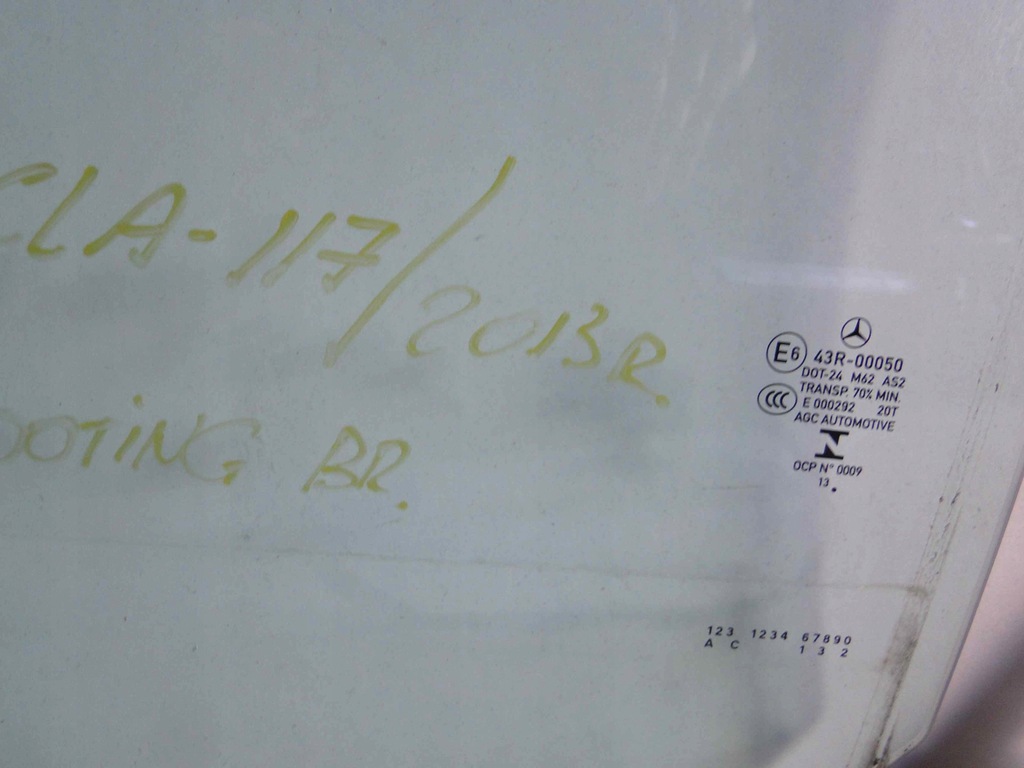 CLA-117/2013R.
OOTING BR.
E6 43R-00050
DOT-24 M62 AS2
TRANSP. 70% MIN.
CCC E 000292 20T
AGC AUTOMOTIVE
OCP N° 0009
13.
123 1234 67890
A C 1 3 2